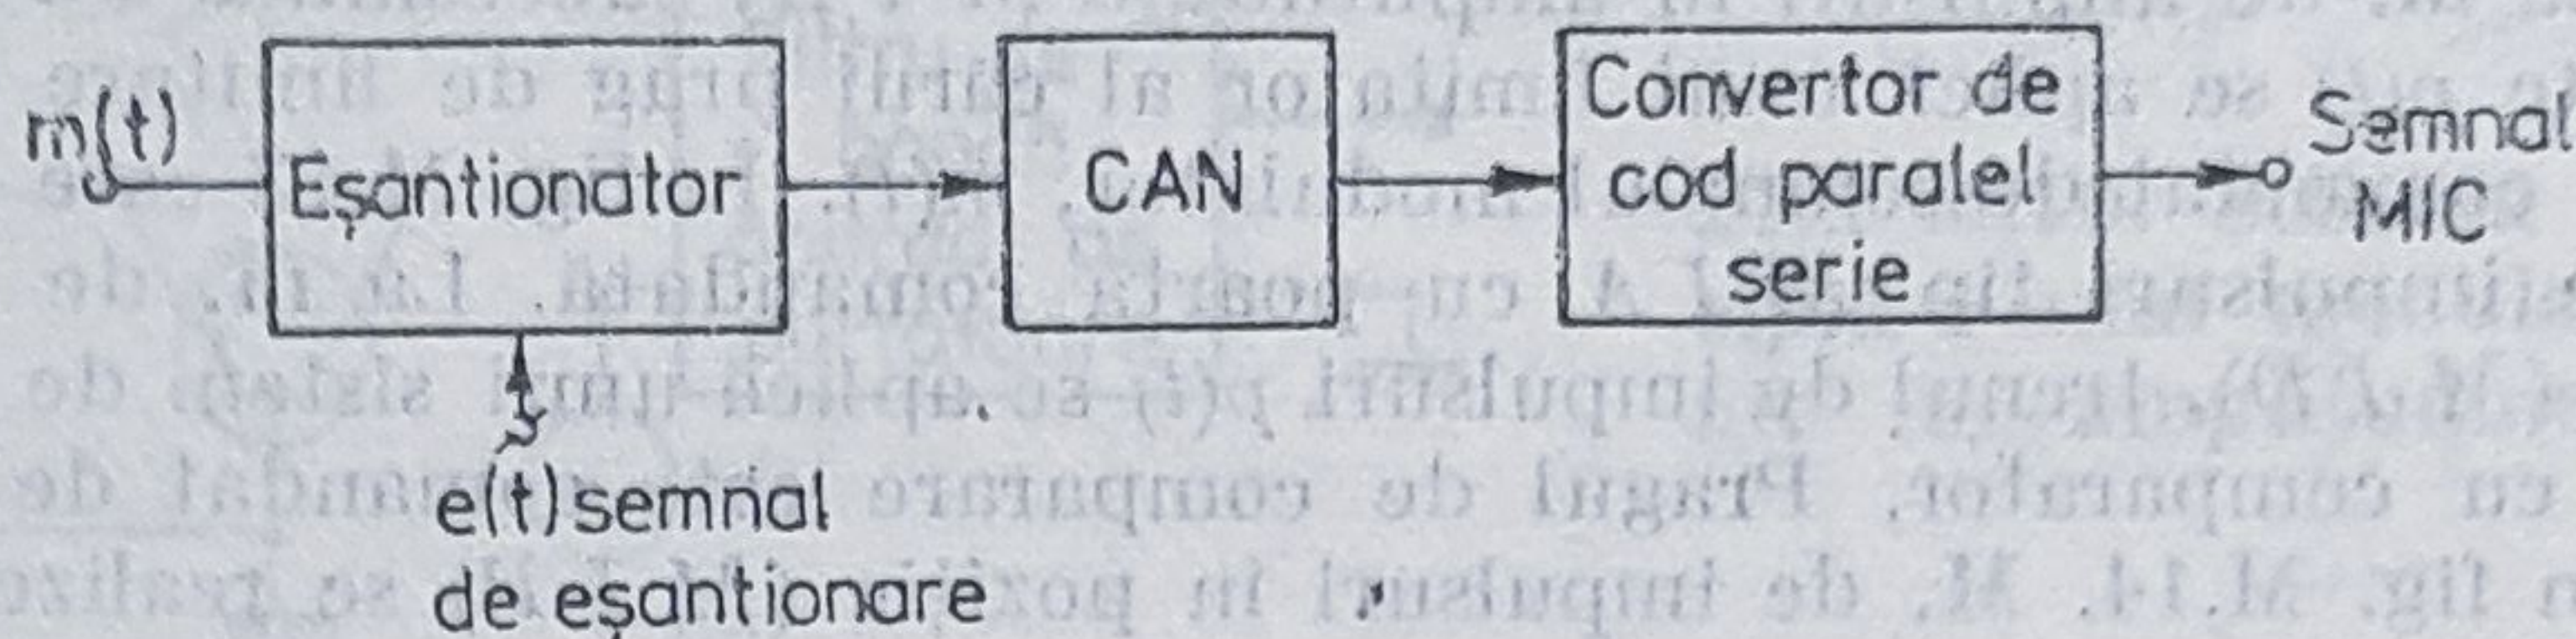 m(t)
Eșantionator
CAN
Convertor de
cod paralel
serie
Semnal
MIC
e(t) semnal
de eșantionare